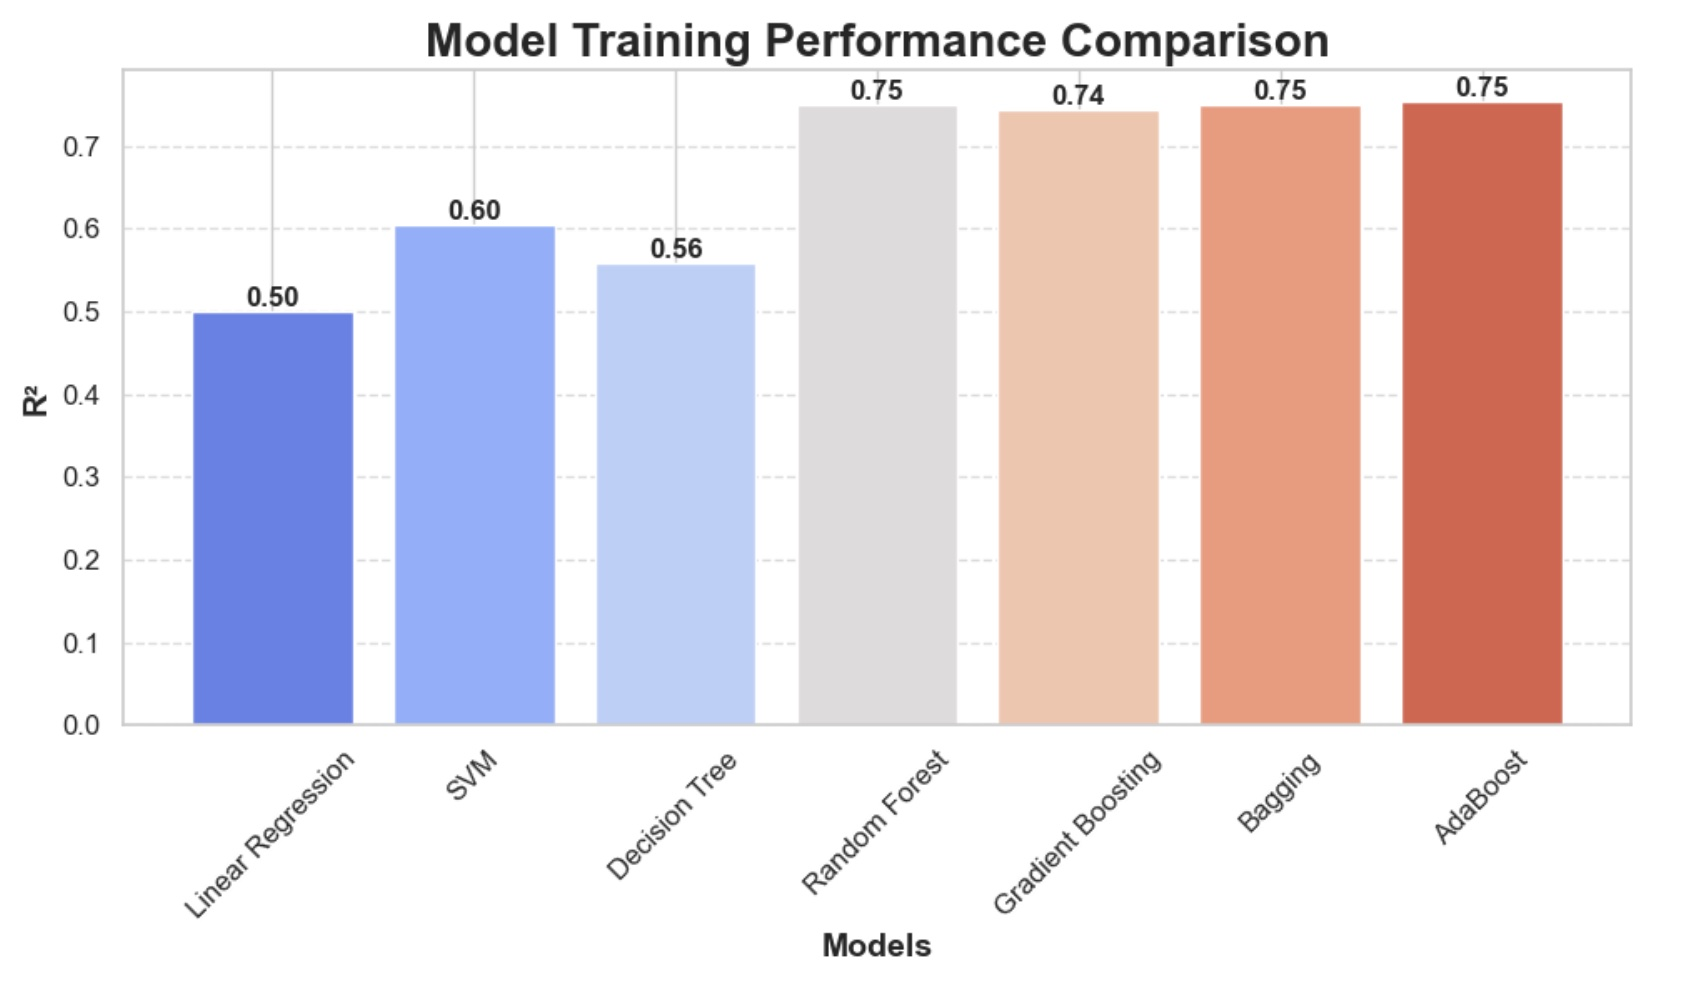 Model Training Performance Comparison
0.75
0.74
0.75
0.75
0.60
0.56
0.50
0.7
0.6
0.5
0.4
0.3
0.2
0.1
0.0
R²
Linear Regression
SVM
Decision Tree
Random Forest
Gradient Boosting
Bagging
AdaBoost
Models